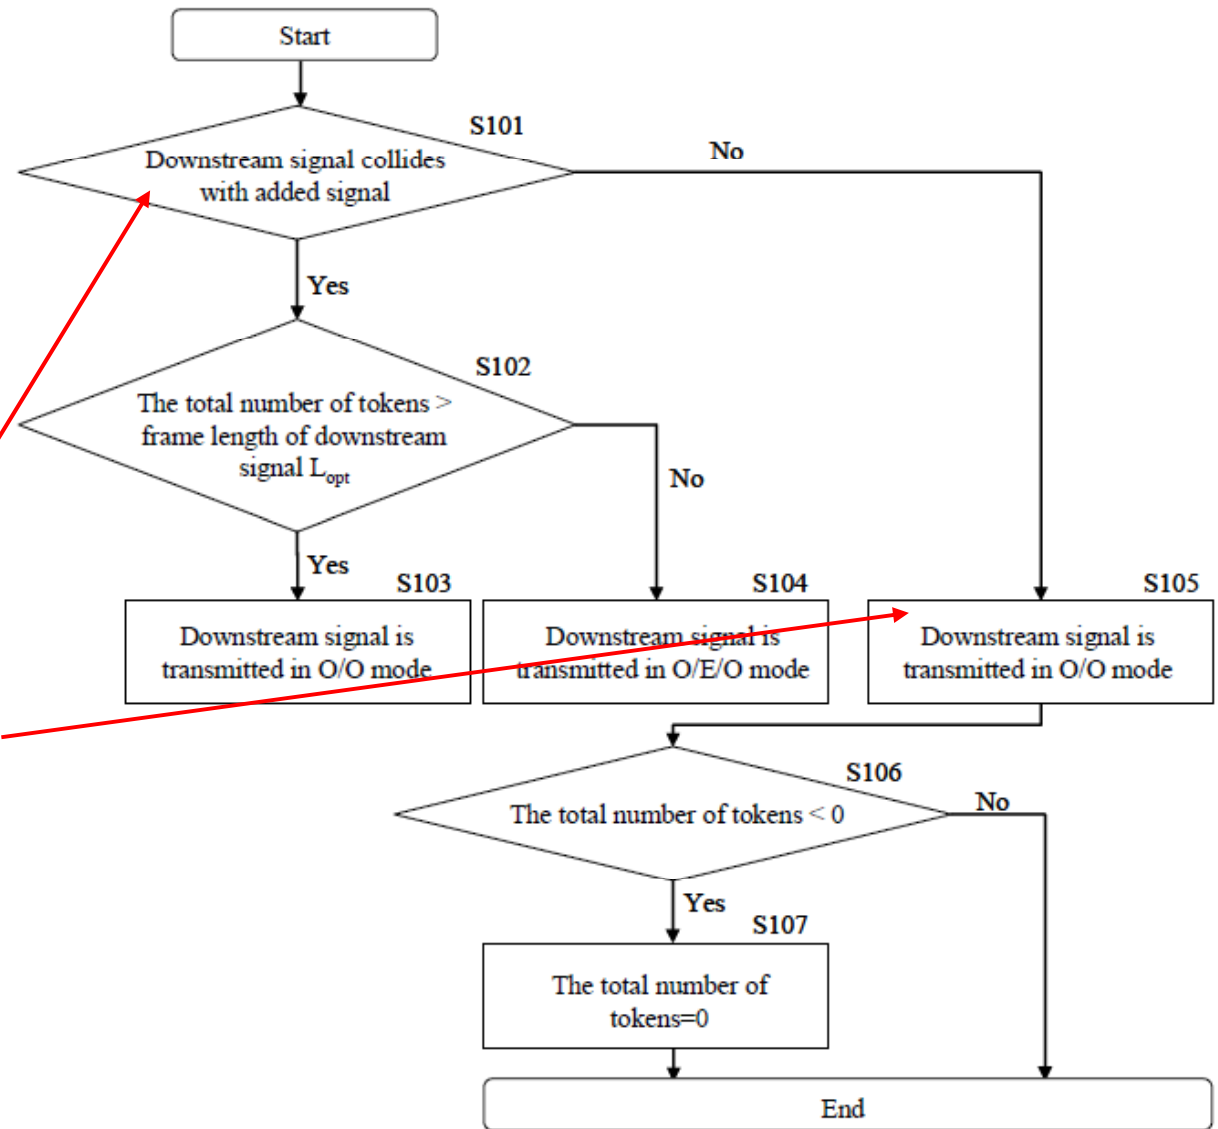 Start
S101
No
Downstream signal collides
with added signal
Yes
S102
The total number of tokens >
frame length of downstream
signal Lopt
No
Yes
S103
S104
S105
Downstream signal is
transmitted in O/O mode
Downstream signal is
transmitted in O/E/O mode
Downstream signal is
transmitted in O/O mode
S106
The total number of tokens < 0
No
Yes
S107
The total number of
tokens=0
End